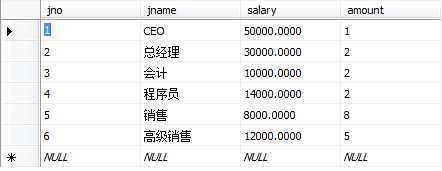 jno jname salary amount
1 CEO 50000.0000 1
2 总经理 30000.0000 2
3 会计 10000.0000 2
4 程序员 14000.0000 2
5 销售 8000.0000 8
6 高级销售 12000.0000 5
NULL NULL NULL NULL